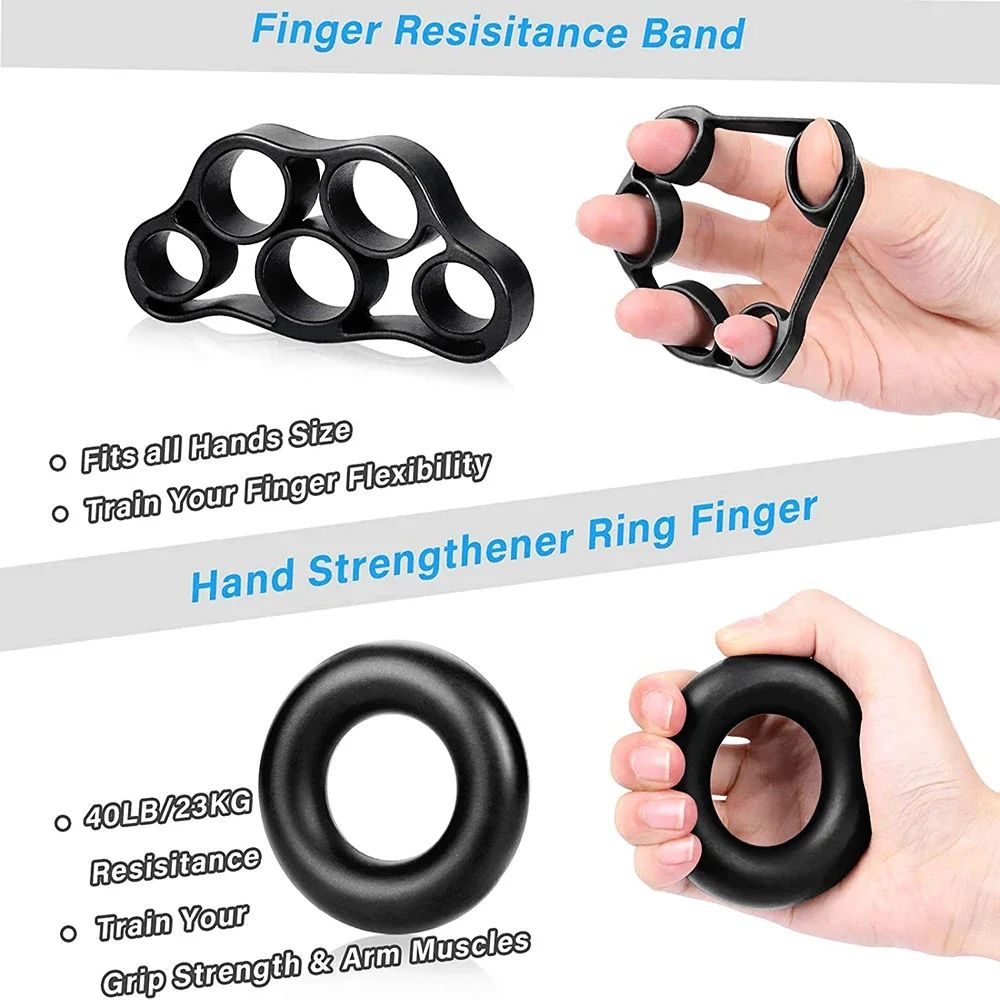 Finger Resisitance Band
Fits all Hands Size
Train Your Finger Flexibility
Hand Strengthener Ring Finger
40LB/23KG
Resisitance
Train Your
Grip Strength & Arm Muscles